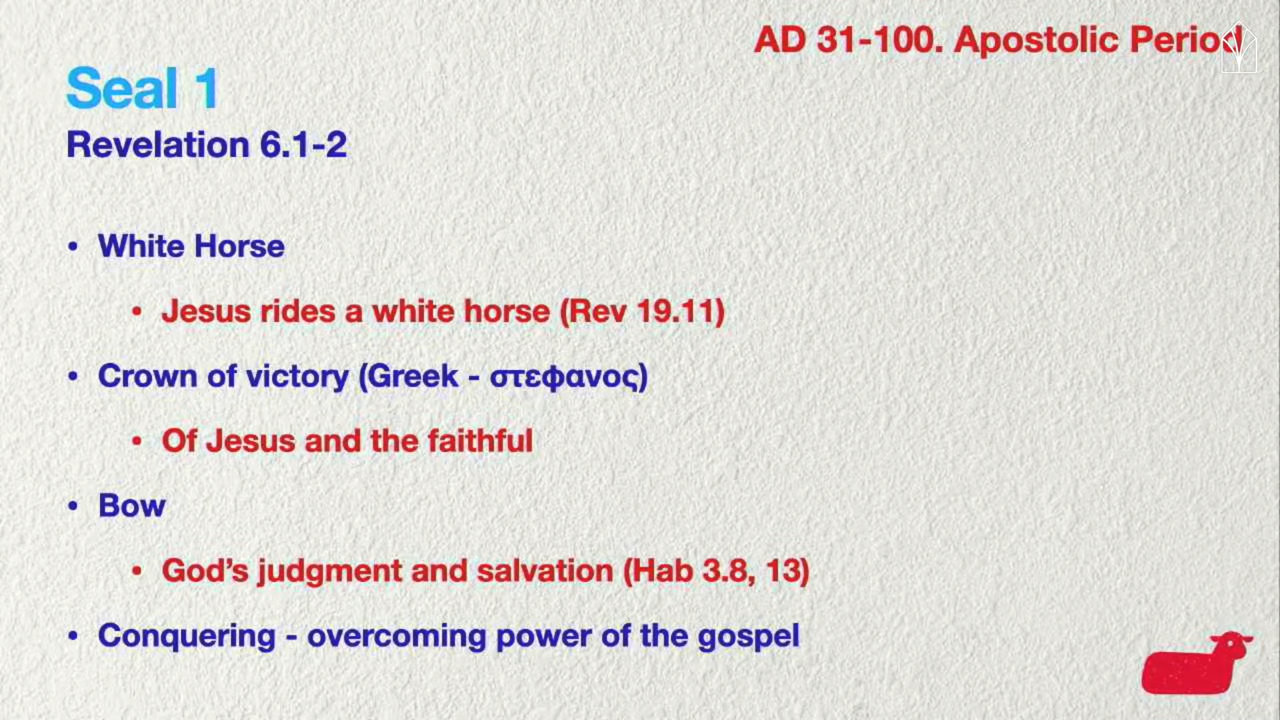 AD 31-100. Apostolic Period
Seal 1
Revelation 6.1-2
• White Horse
• Jesus rides a white horse (Rev 19.11)
• Crown of victory (Greek - στεφανος)
• Of Jesus and the faithful
• Bow
• God’s judgment and salvation (Hab 3.8, 13)
• Conquering - overcoming power of the gospel